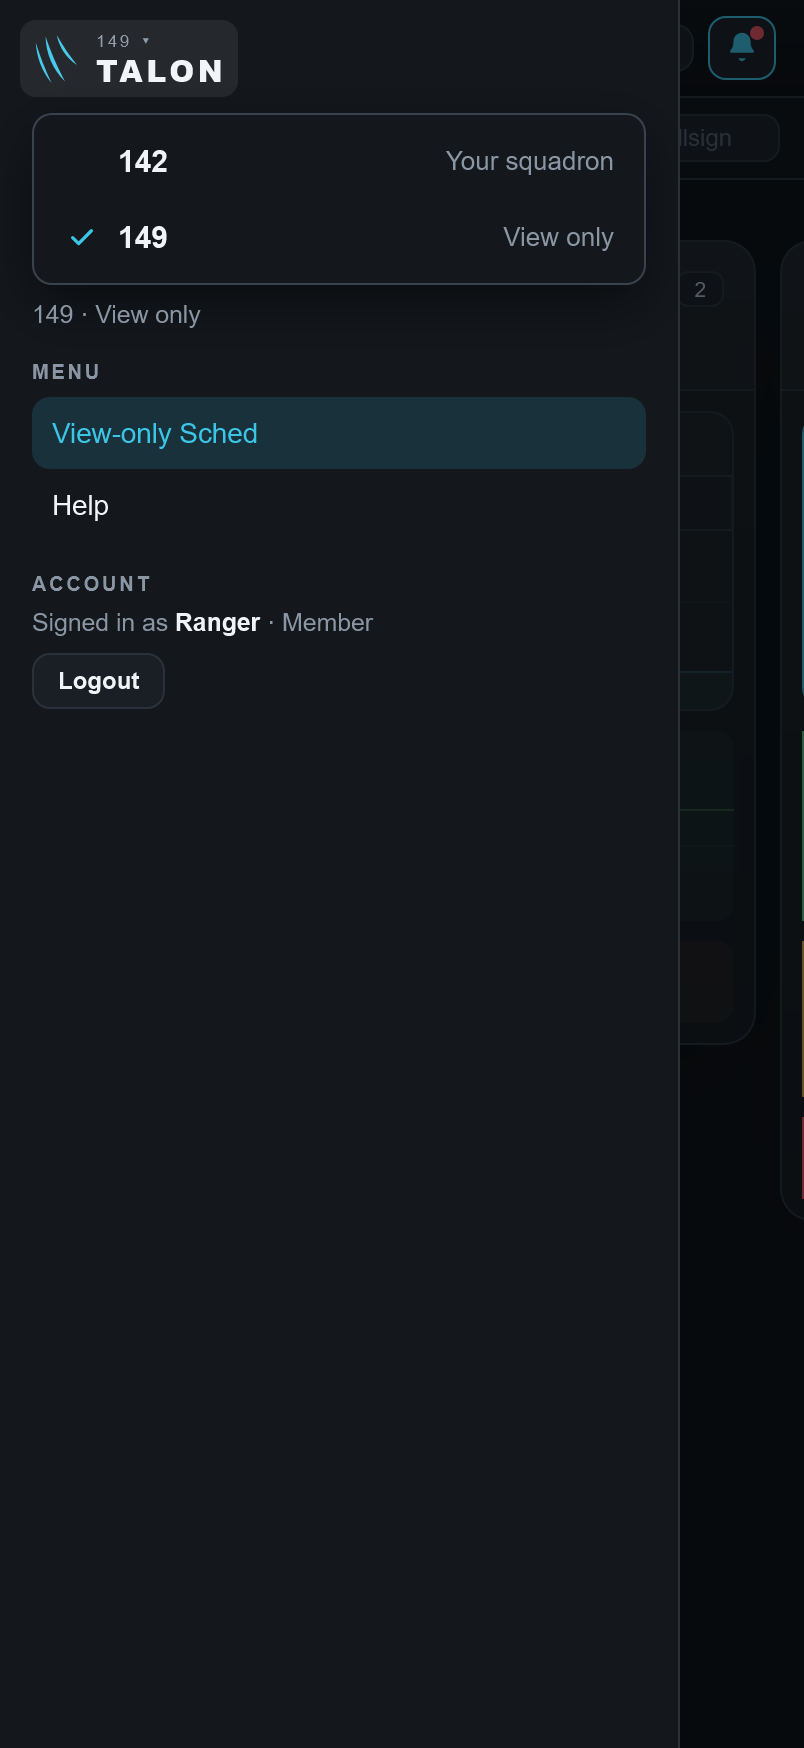 149 ▾
TALON
142 Your squadron
149 View only
149 · View only
MENU
View-only Sched
Help
ACCOUNT
Signed in as Ranger · Member
Logout
llsign
2